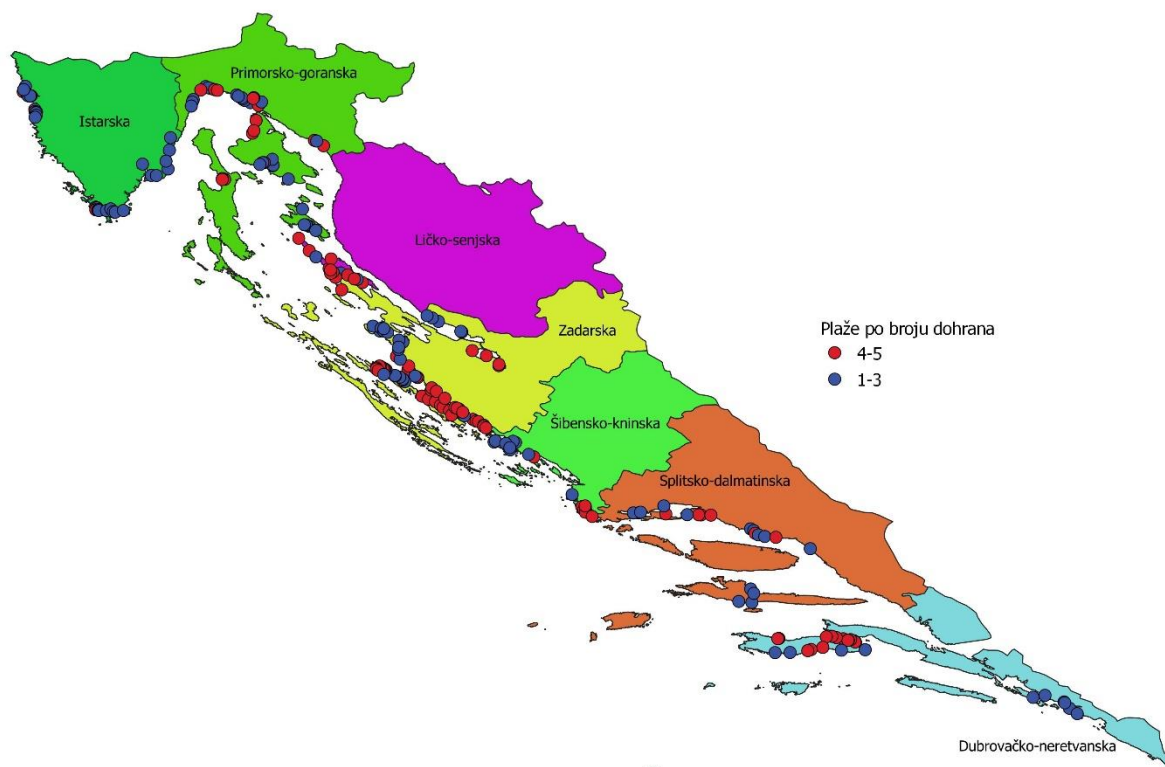 Primorsko-goranska
Istarska
Ličko-senjska
Zadarska
Plaže po broju dohrana
4-5
1-3
Šibensko-kninska
Splitsko-dalmatinska
Dubrovačko-neretvanska